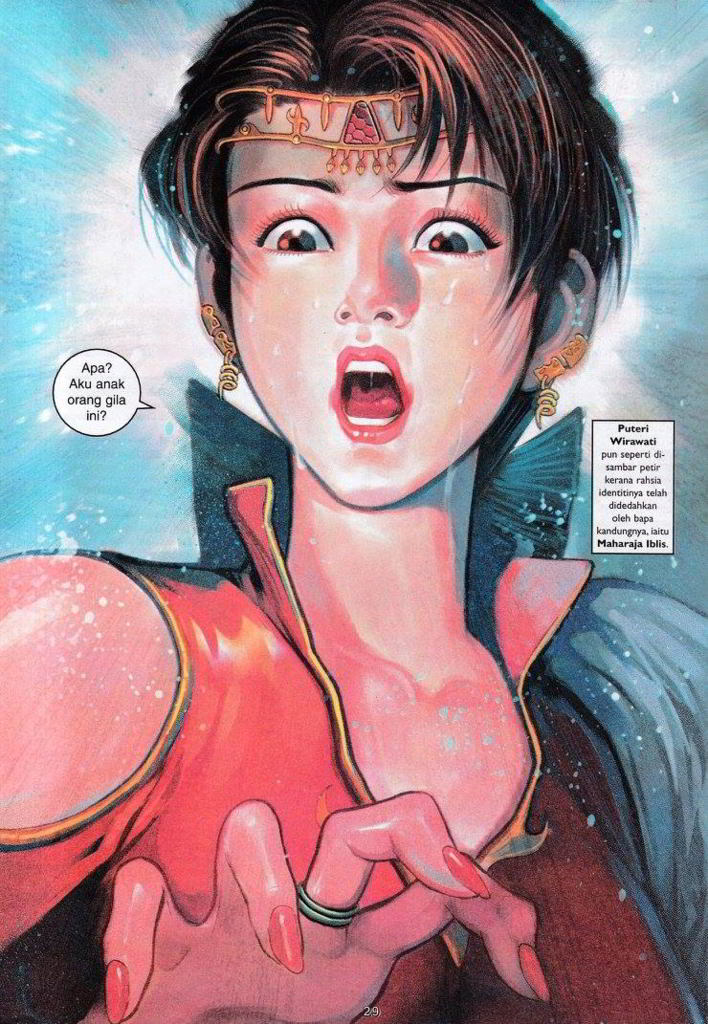 Apa?
Aku anak
orang gila
ini?
Puteri
Wirawati
pun seperti di-
sambar petir
kerana rahsia
identitinya telah
didedahkan
oleh bapa
kandungnya, iaitu
Maharaja Iblis.
29